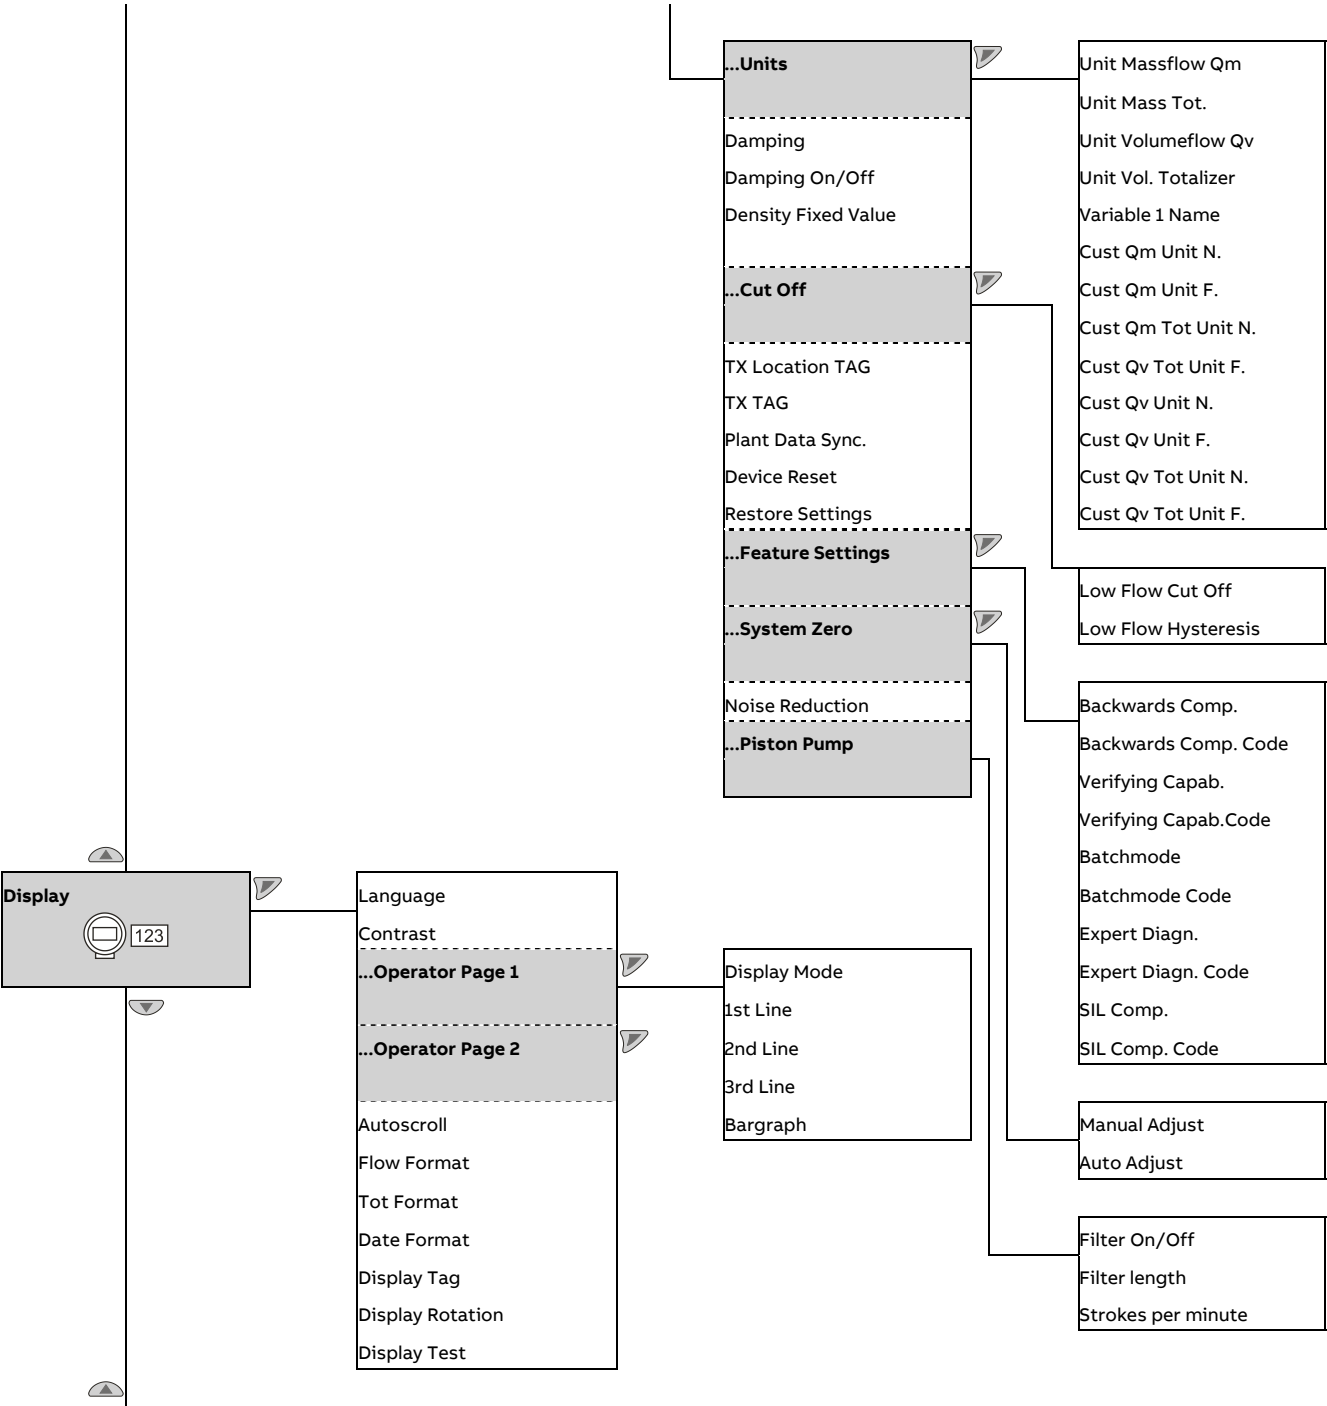 ...Units
Damping
Damping On/Off
Density Fixed Value
...Cut Off
TX Location TAG
TX TAG
Plant Data Sync.
Device Reset
Restore Settings
...Feature Settings
...System Zero
Noise Reduction
...Piston Pump
Unit Massflow Qm
Unit Mass Tot.
Unit Volumeflow Qv
Unit Vol. Totalizer
Variable 1 Name
Cust Qm Unit N.
Cust Qm Unit F.
Cust Qm Tot Unit N.
Cust Qv Tot Unit F.
Cust Qv Unit N.
Cust Qv Unit F.
Cust Qv Tot Unit N.
Cust Qv Tot Unit F.
Low Flow Cut Off
Low Flow Hysteresis
Backwards Comp.
Backwards Comp. Code
Verifying Capab.
Verifying Capab.Code
Batchmode
Batchmode Code
Expert Diagn.
Expert Diagn. Code
SIL Comp.
SIL Comp. Code
Manual Adjust
Auto Adjust
Filter On/Off
Filter length
Strokes per minute
Display
123
Language
Contrast
...Operator Page 1
...Operator Page 2
Autoscroll
Flow Format
Tot Format
Date Format
Display Tag
Display Rotation
Display Test
Display Mode
1st Line
2nd Line
3rd Line
Bargraph